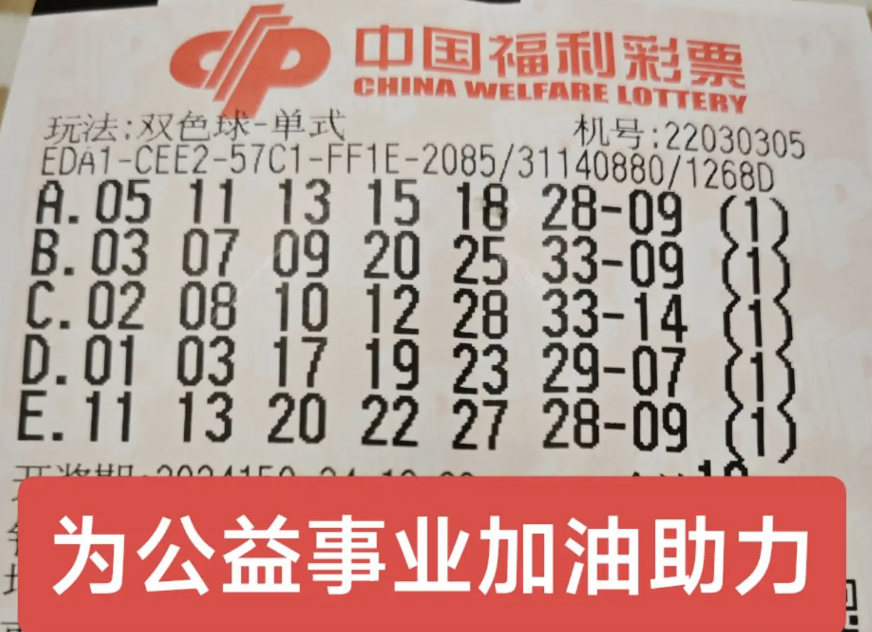 中国福利彩票
CHINA WELFARE LOTTERY
玩法:双色球-单式 机号:22030305
EDA1-CEE2-57C1-FF1E-2085/31140880/1268D
A.05 11 13 15 18 28-09 (1)
B.03 07 09 20 25 33-09 (1)
C.02 08 10 12 28 33-14 (1)
D.01 03 17 19 23 29-07 (1)
E.11 13 20 22 27 28-09 (1)
开奖期:
为公益事业加油助力